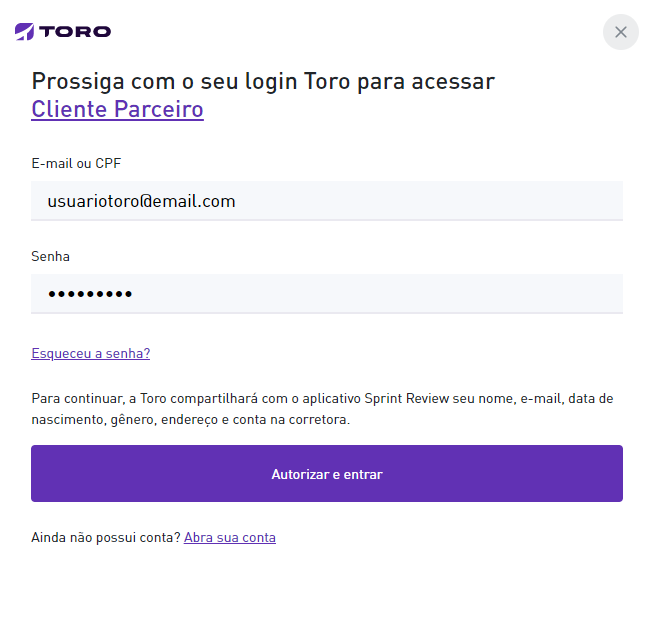 TORO
Prossiga com o seu login Toro para acessar
Cliente Parceiro
E-mail ou CPF
usuariotoro@email.com
Senha
•••••••••
Esqueceu a senha?
Para continuar, a Toro compartilhará com o aplicativo Sprint Review seu nome, e-mail, data de
nascimento, gênero, endereço e conta na corretora.
Autorizar e entrar
Ainda não possui conta? Abra sua conta